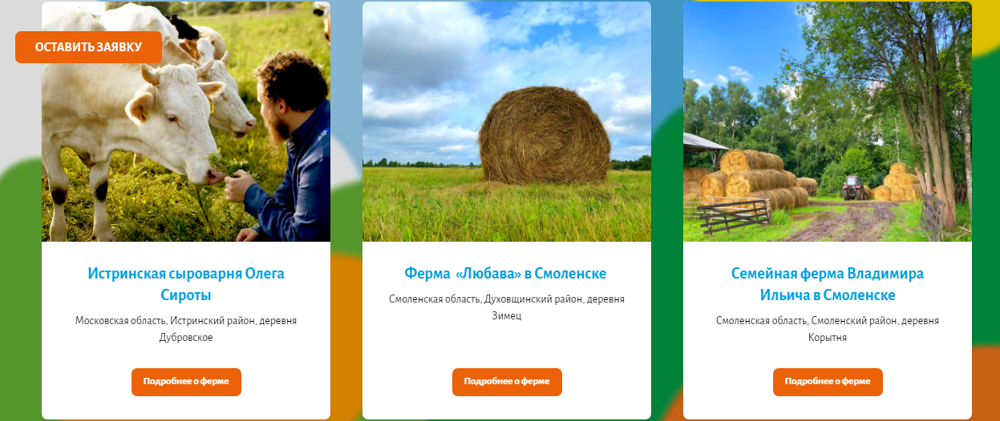 ОСТАВИТЬ ЗАЯВКУ
Истринская сыроварня Олега
Сироты
Московская область, Истринский район, деревня
Дубровское
Подробнее о ферме
Ферма «Любава» в Смоленске
Смоленская область, Духовщинский район, деревня
Зимец
Подробнее о ферме
Семейная ферма Владимира
Ильича в Смоленске
Смоленская область, Смоленский район, деревня
Корытня
Подробнее о ферме